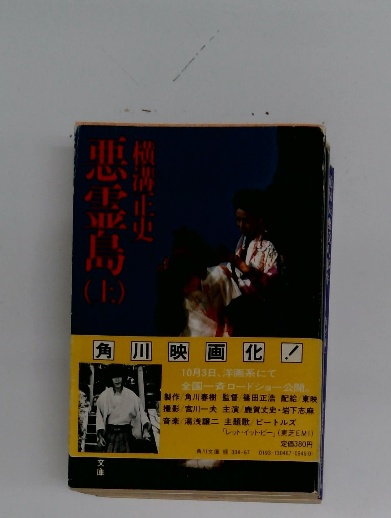 横溝正史
悪霊島
(上)
角川映画化!
10月3日、洋画系にて
全国一斉ロードショー公開。
製作/角川春樹 監督/篠田正浩 配給/東映
撮影/宮川一夫 主演/鹿賀丈史・岩下志麻
音楽/湯浅譲二 主題歌/ビートルズ
「レット・イット・ビー」(東芝EMI)
定価380円
角川文庫 緑
文庫